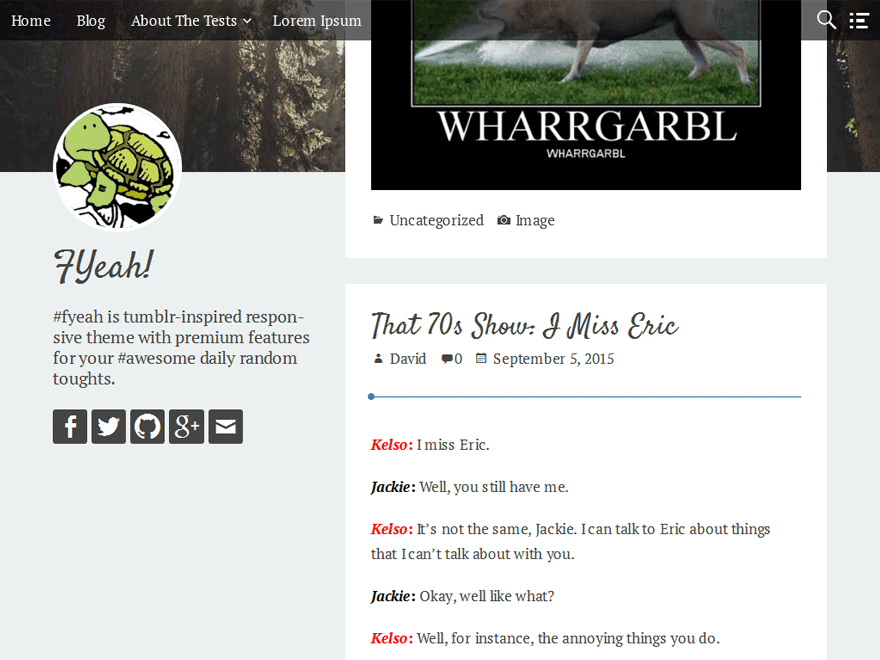 Home Blog About The Tests Lorem Ipsum
WHARRGARBL
WHARRGARBL
Uncategorized Image
FYeah!
#fyeah is tumblr-inspired respon-
sive theme with premium features
for your #awesome daily random
toughts.
That 70s Show: I Miss Eric
David 0 September 5, 2015
Kelso: I miss Eric.
Jackie: Well, you still have me.
Kelso: It’s not the same, Jackie. I can talk to Eric about things
that I can’t talk about with you.
Jackie: Okay, well like what?
Kelso: Well, for instance, the annoying things you do.